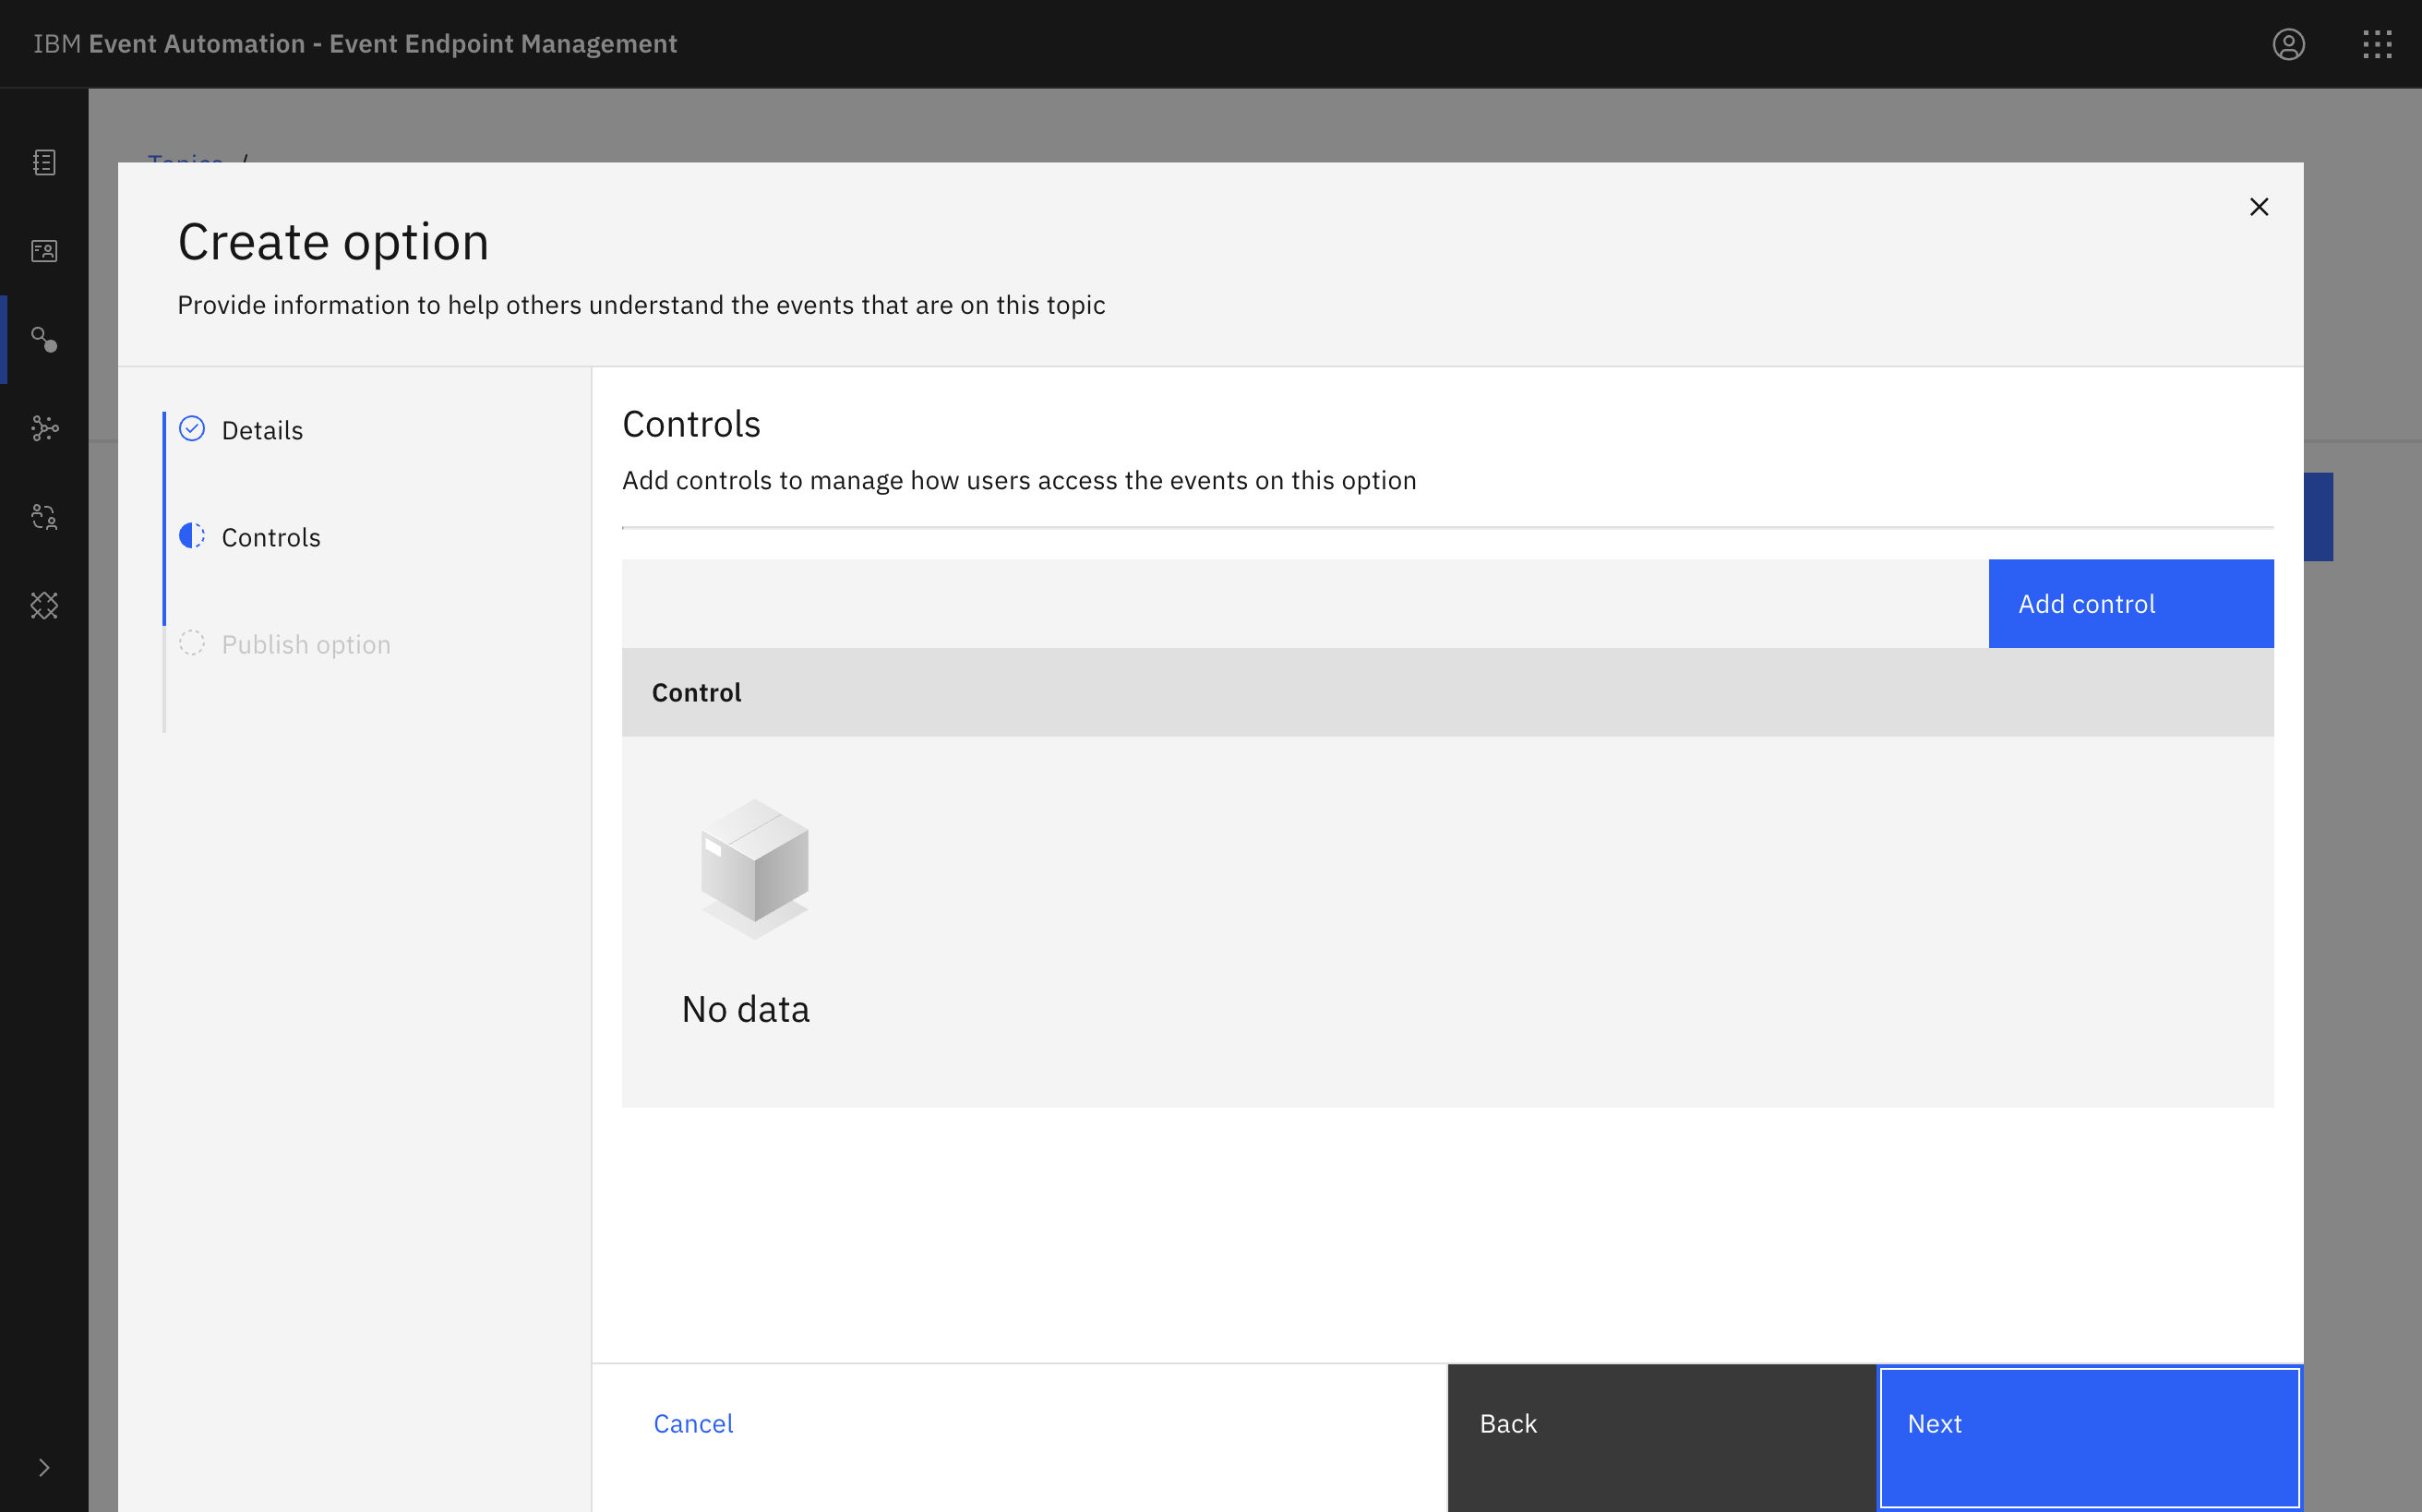 IBM Event Automation - Event Endpoint Management
Topics /
Create option
Provide information to help others understand the events that are on this topic
Details
Controls
Publish option
Controls
Add controls to manage how users access the events on this option
Add control
Control
No data
Cancel
Back
Next